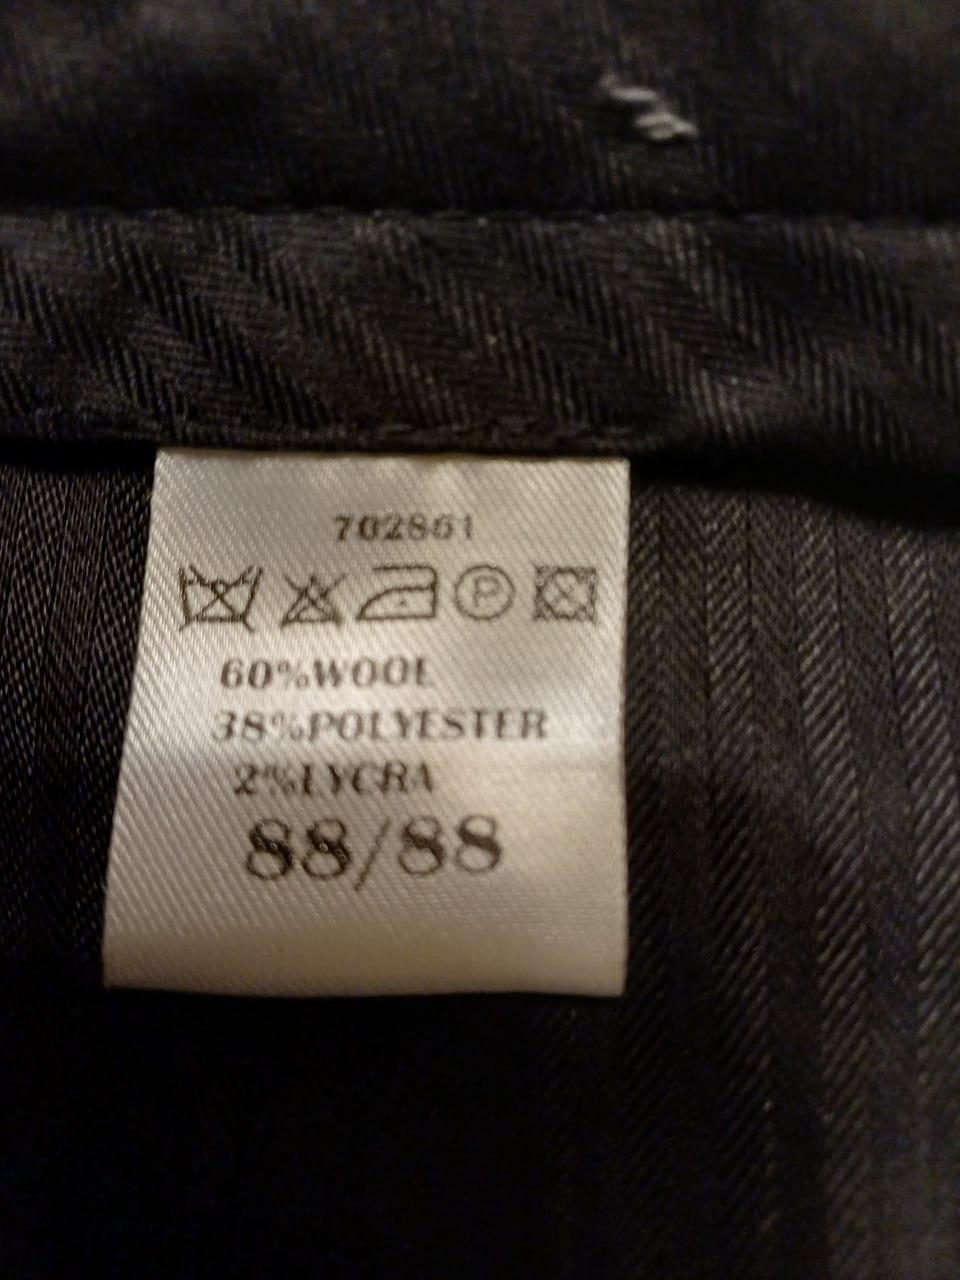 702861
P
60%WOOL
38%POLYESTER
2%LYCRA
88/88